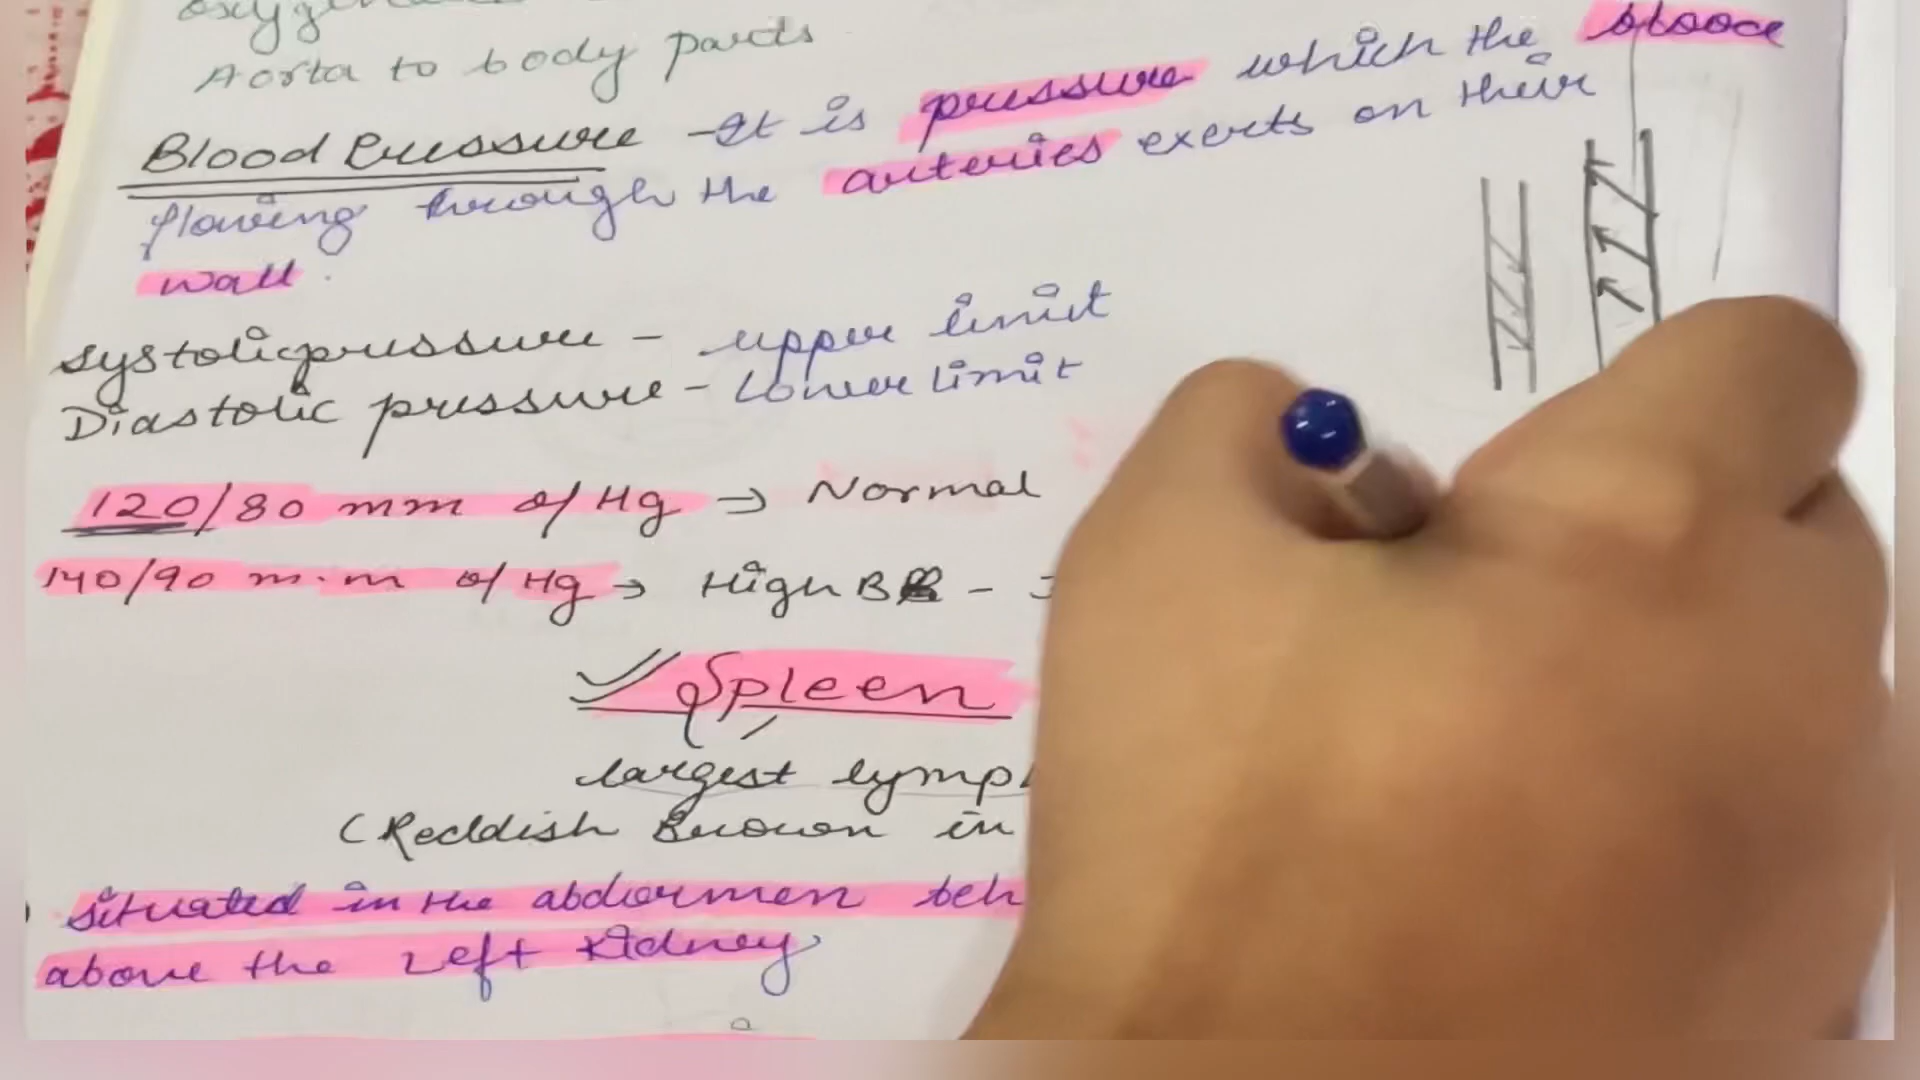 Aorta to body parts
Blood Pressure - It is pressure which the blood
flowing through the arteries exerts on their
wall.
systolic pressure - upper limit
Diastolic pressure - Lower Limit
120/80 mm of Hg → Normal
140/90 m.m of Hg → High BP -
Spleen
largest
(Reddish Brown in
situated in the abdormen
above the Left Kidney